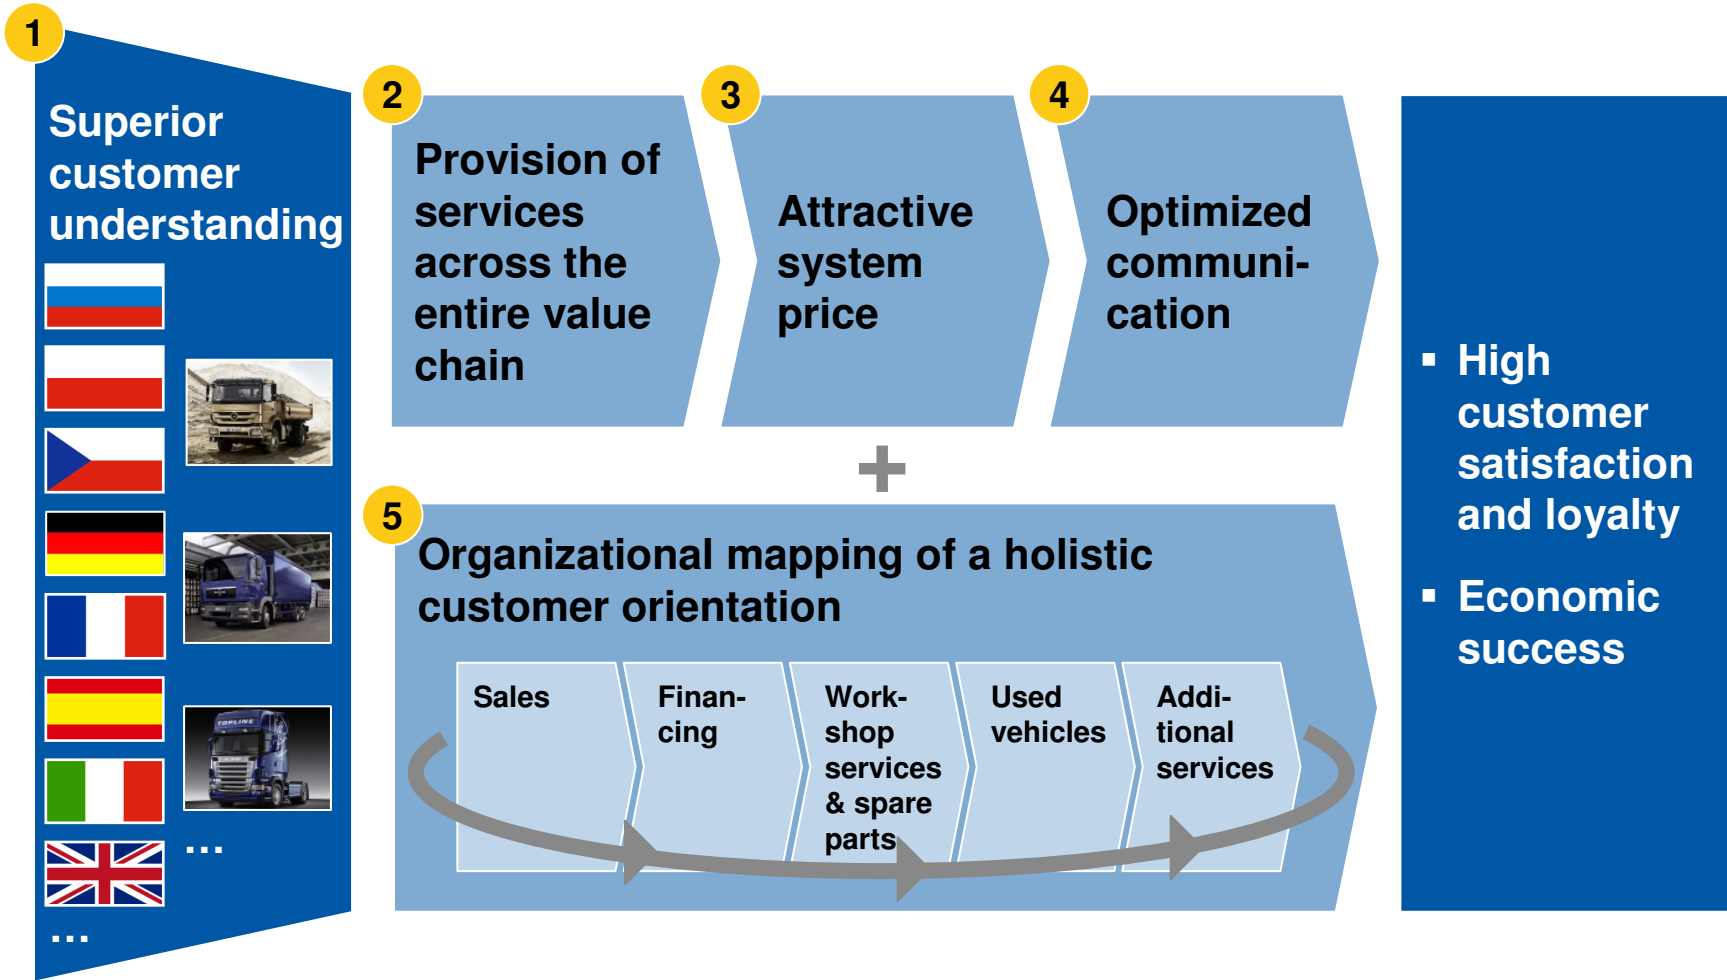 1
Superior
customer
understanding
…
…
2
Provision of
services
across the
entire value
chain
3
Attractive
system
price
4
Optimized
communi-
cation
+
5
Organizational mapping of a holistic
customer orientation
Sales
Finan-
cing
Work-
shop
services
& spare
parts
Used
vehicles
Addi-
tional
services
▪ High
customer
satisfaction
and loyalty
▪ Economic
success
TOPLINE